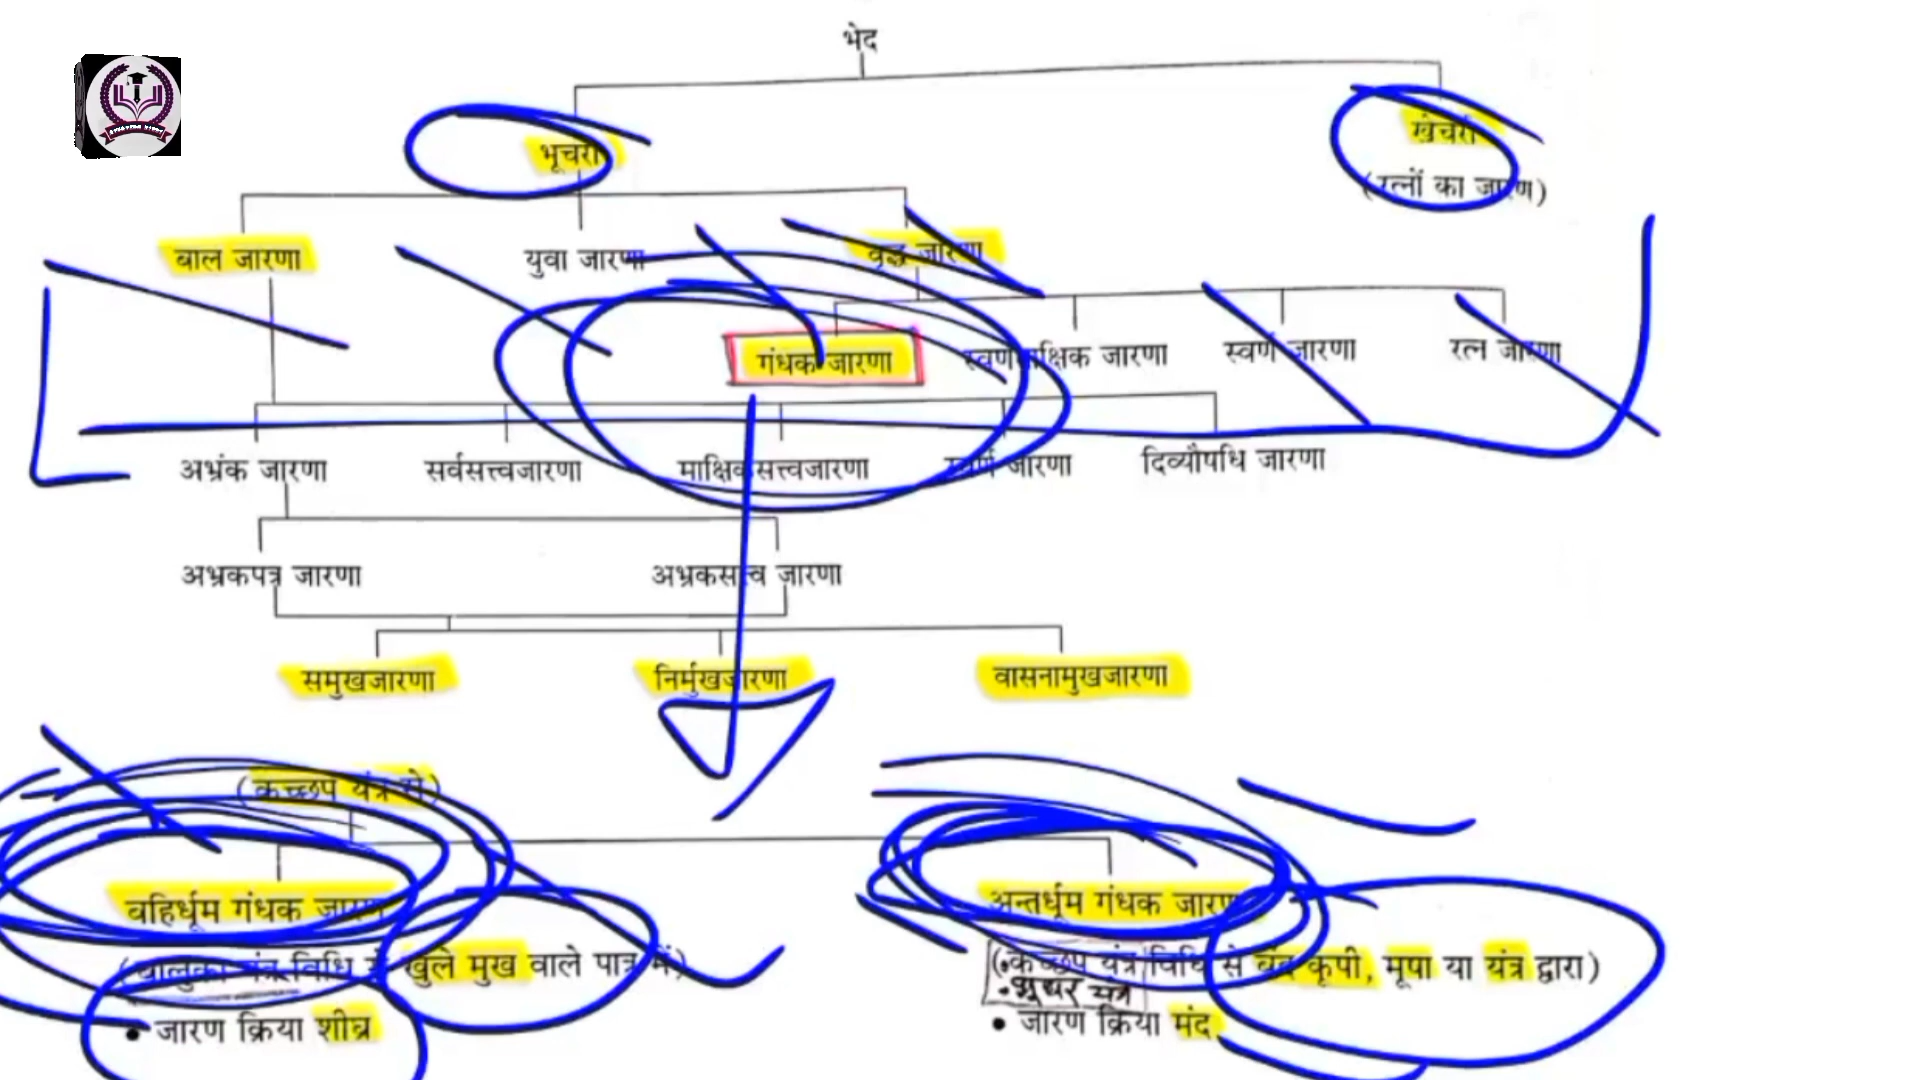 भेद
भूचरी
खेचरी
(रत्नों का जारण)
बाल जारणा
युवा जारणा
वृद्ध जारणा
गंधक जारणा
स्वर्णमाक्षिक जारणा
स्वर्ण जारणा
रत्न जारणा
अभ्रंक जारणा
सर्वसत्त्वजारणा
माक्षिकसत्त्वजारणा
स्वर्ण जारणा
दिव्यौषधि जारणा
अभ्रकपत्र जारणा
अभ्रकसत्त्व जारणा
समुखजारणा
निर्मुखजारणा
वासनामुखजारणा
(कच्छप यंत्र से)
वहिर्धूम गंधक जारण
अन्तर्धूम गंधक जारण
(वालुका यंत्र विधि से खुले मुख वाले पात्र में)
(कच्छप यंत्र विधि से बंद कूपी, मूषा या यंत्र द्वारा)
• भूधर यंत्र
• जारण क्रिया शीघ्र
• जारण क्रिया मंद